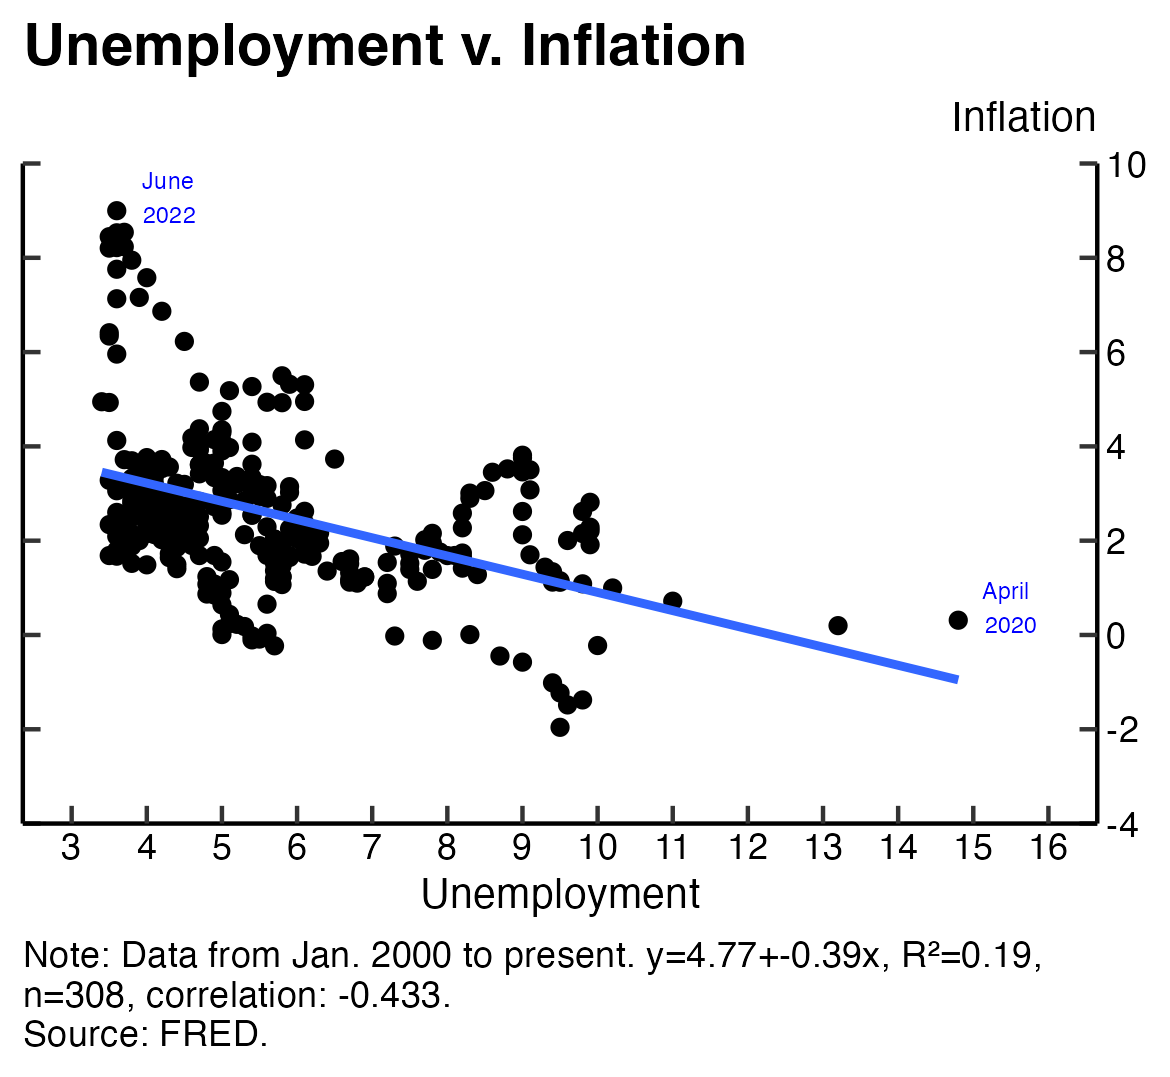 Unemployment v. Inflation
Inflation
June
2022
10
8
6
4
2
April
2020
0
-2
-4
3 4 5 6 7 8 9 10 11 12 13 14 15 16
Unemployment
Note: Data from Jan. 2000 to present. y=4.77+-0.39x, R²=0.19,
n=308, correlation: -0.433.
Source: FRED.